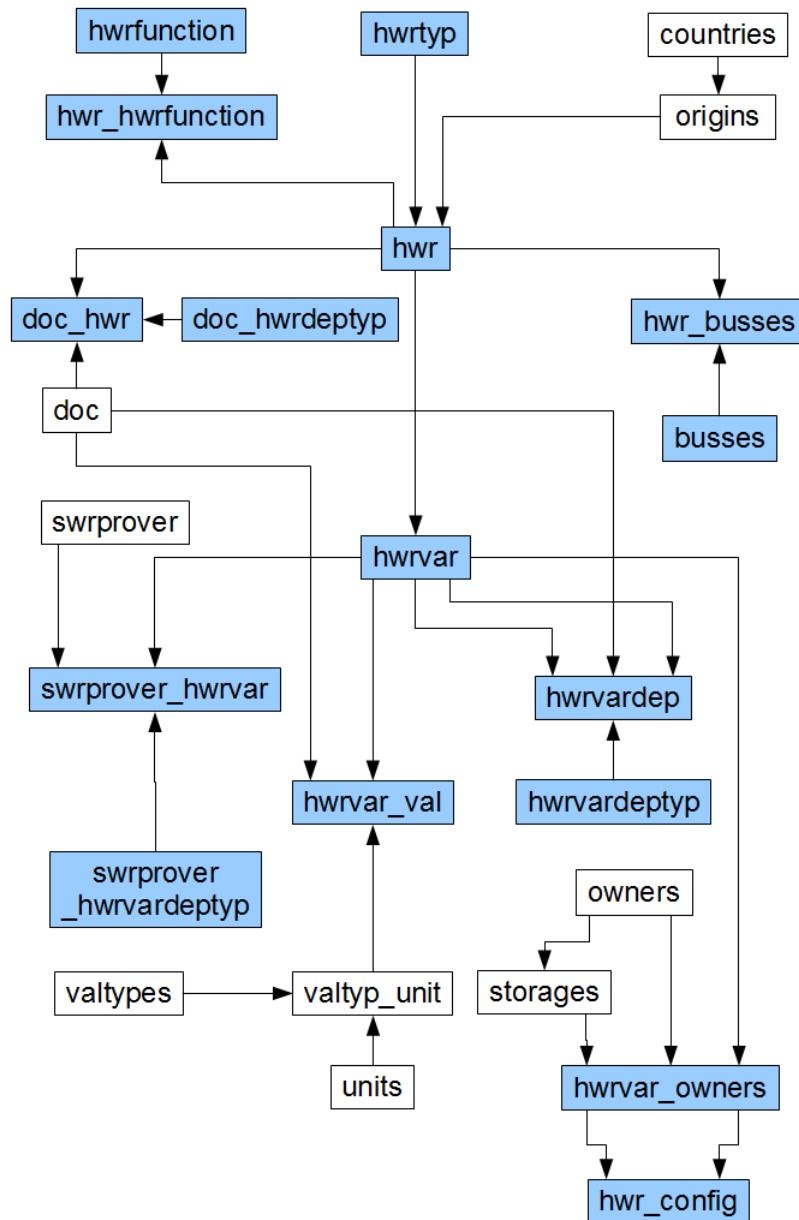 hwrfunction
hwrtyp
countries
hwr_hwrfunction
origins
hwr
doc_hwr
doc_hwrdeptyp
hwr_busses
doc
busses
swrprover
hwrvar
swrprover_hwrvar
hwrvardep
hwrvar_val
hwrvardeptyp
swrprover
_hwrvardeptyp
owners
valtypes
valtyp_unit
storages
units
hwrvar_owners
hwr_config